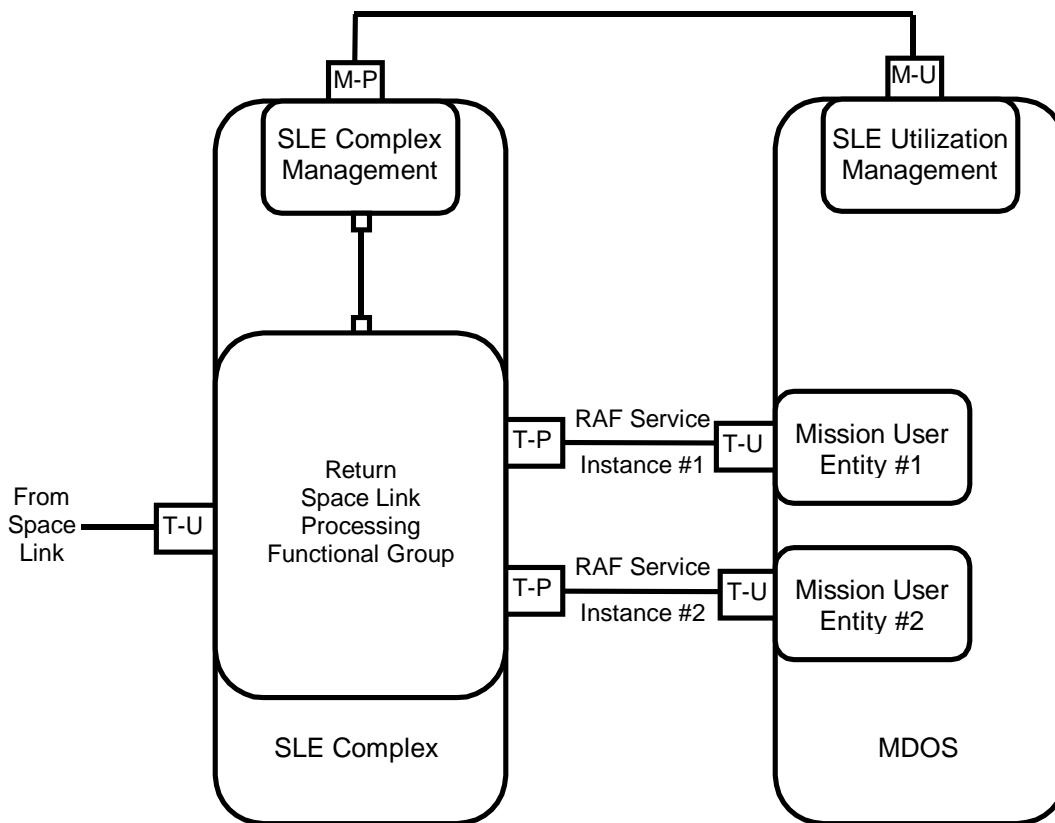 M-P
M-U
SLE Complex
Management
SLE Utilization
Management
RAF Service
T-P
T-U
Instance #1
Mission User
Entity #1
From
Space
Link
T-U
Return
Space Link
Processing
Functional Group
RAF Service
T-P
T-U
Instance #2
Mission User
Entity #2
SLE Complex
MDOS